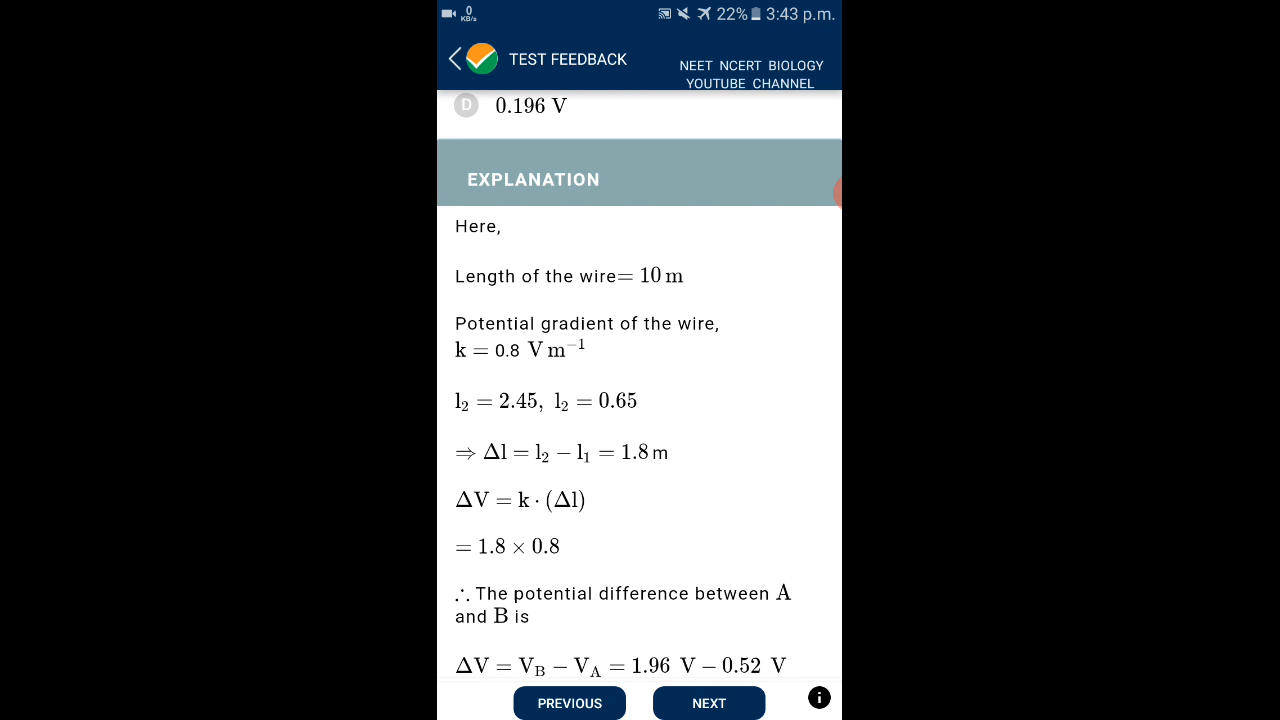 0
KB/s
22% 3:43 p.m.
TEST FEEDBACK
NEET NCERT BIOLOGY
YOUTUBE CHANNEL
D 0.196 V
EXPLANATION
Here,
Length of the wire= 10 m
Potential gradient of the wire,
k = 0.8 V m⁻¹
l₂ = 2.45, l₂ = 0.65
⇒ Δl = l₂ − l₁ = 1.8 m
ΔV = k · (Δl)
= 1.8 × 0.8
∴ The potential difference between A
and B is
ΔV = V_B − V_A = 1.96 V − 0.52 V
PREVIOUS
NEXT
i